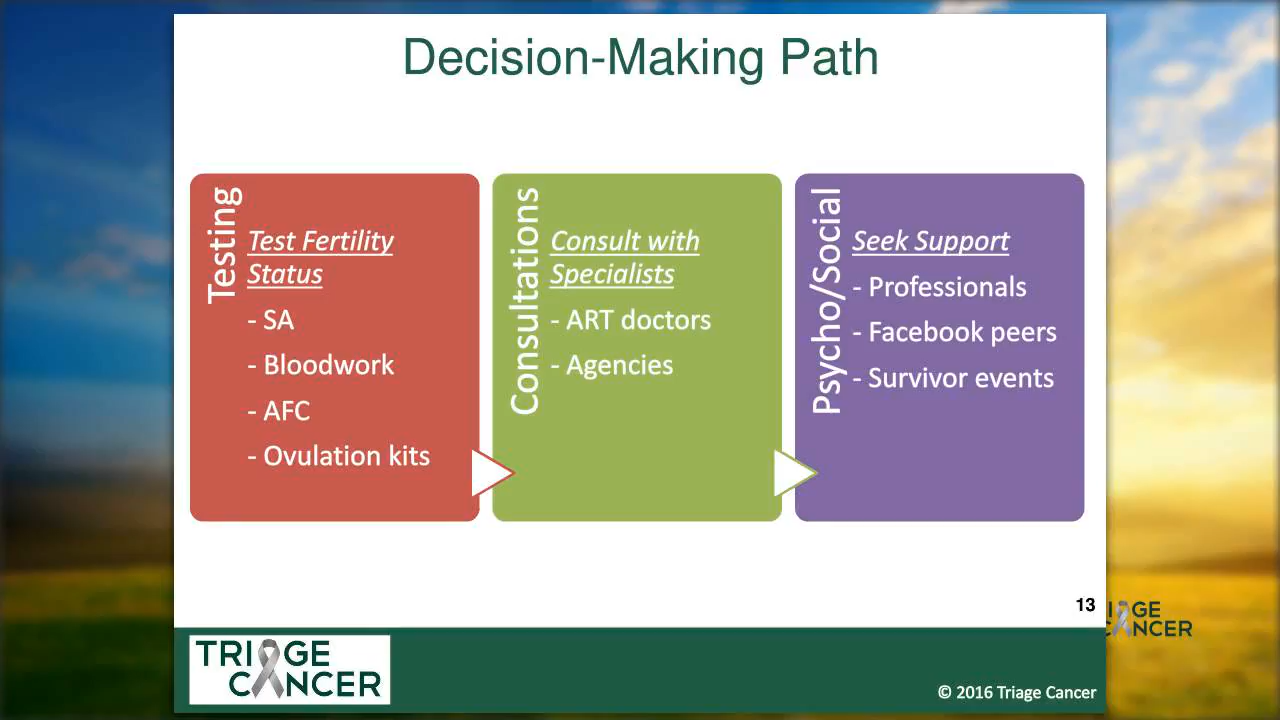 Decision-Making Path
Testing
Test Fertility
Status
- SA
- Bloodwork
- AFC
- Ovulation kits
Consultations
Consult with
Specialists
- ART doctors
- Agencies
Psycho/Social
Seek Support
- Professionals
- Facebook peers
- Survivor events
13
TRIAGE
CANCER
© 2016 Triage Cancer
IAGE
CANCER